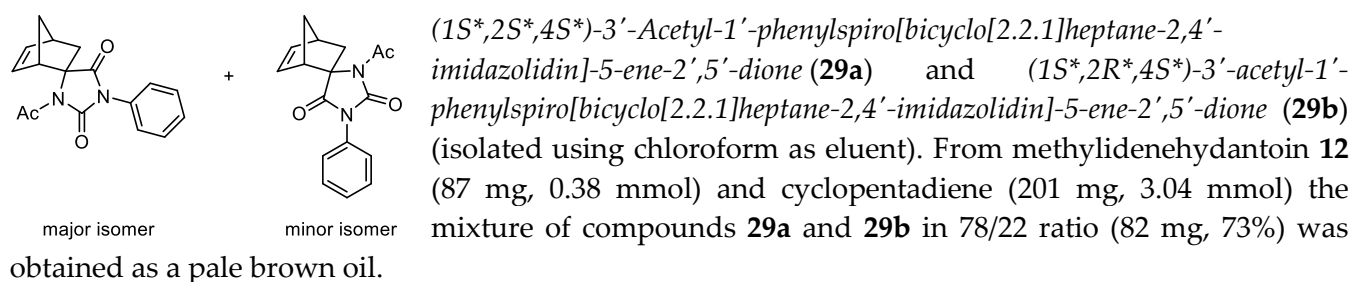 O
N
N
Ac
O
major isomer
+
Ac
N
O
N
O
minor isomer
(1S*,2S*,4S*)-3′-Acetyl-1′-phenylspiro[bicyclo[2.2.1]heptane-2,4′-
imidazolidin]-5-ene-2′,5′-dione (29a) and (1S*,2R*,4S*)-3′-acetyl-1′-
phenylspiro[bicyclo[2.2.1]heptane-2,4′-imidazolidin]-5-ene-2′,5′-dione (29b)
(isolated using chloroform as eluent). From methylidenehydantoin 12
(87 mg, 0.38 mmol) and cyclopentadiene (201 mg, 3.04 mmol) the
mixture of compounds 29a and 29b in 78/22 ratio (82 mg, 73%) was
obtained as a pale brown oil.